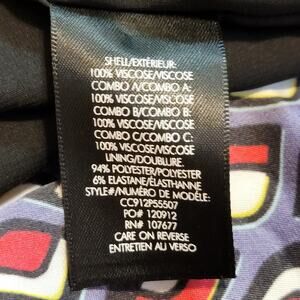 SHELL/EXTÉRIEUR:
100% VISCOSE/VISCOSE
COMBO A/COMBO A:
100% VISCOSE/VISCOSE
COMBO B/COMBO B:
100% VISCOSE/VISCOSE
COMBO C/COMBO C:
100% VISCOSE/VISCOSE
LINING/DOUBLURE:
94% POLYESTER/POLYESTER
6% ELASTANE/ÉLASTHANNE
STYLE#/NUMÉRO DE MODÈLE:
CC912P55507
PO# 120912
RN# 107677
CARE ON REVERSE
ENTRETIEN AU VERSO